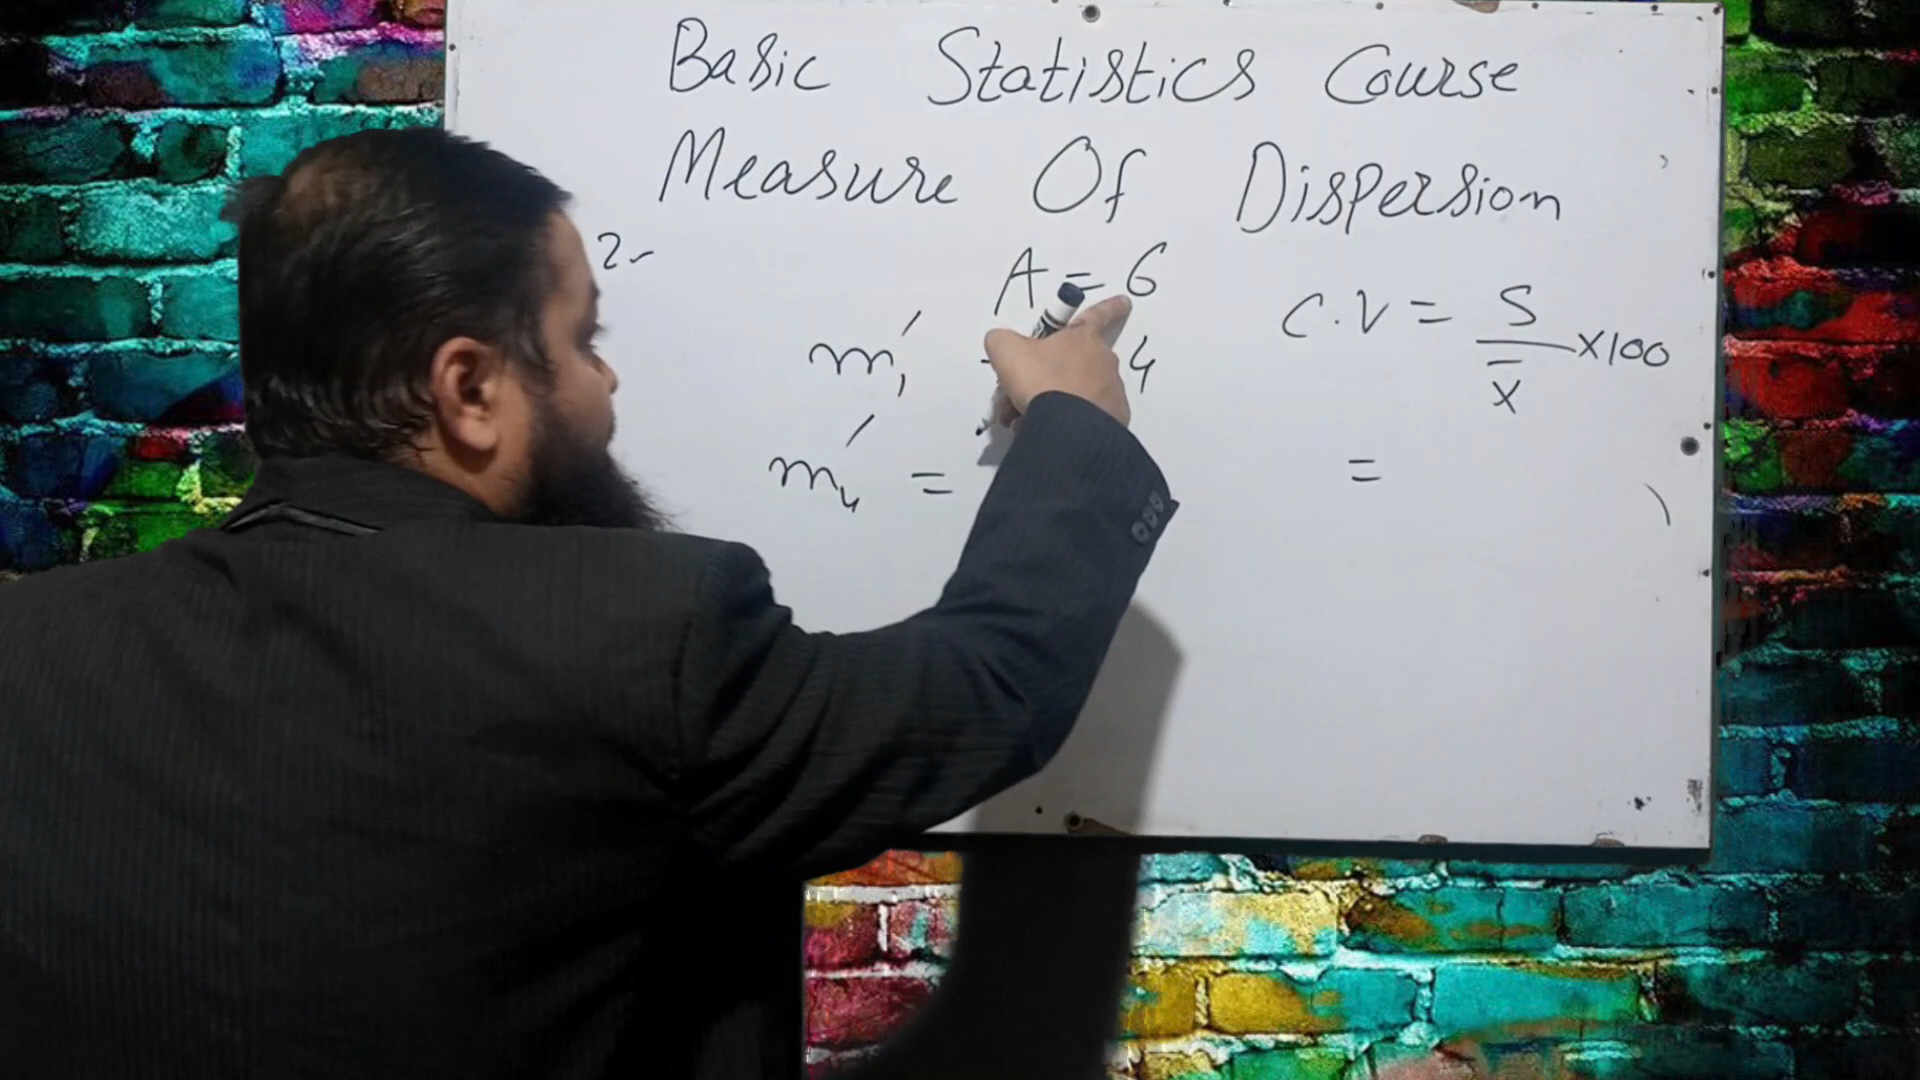 Basic Statistics Course
Measure Of Dispersion
2-
A = 6
m₁′ 4
m₄′ =
C.V = S/x̄ ×100
=